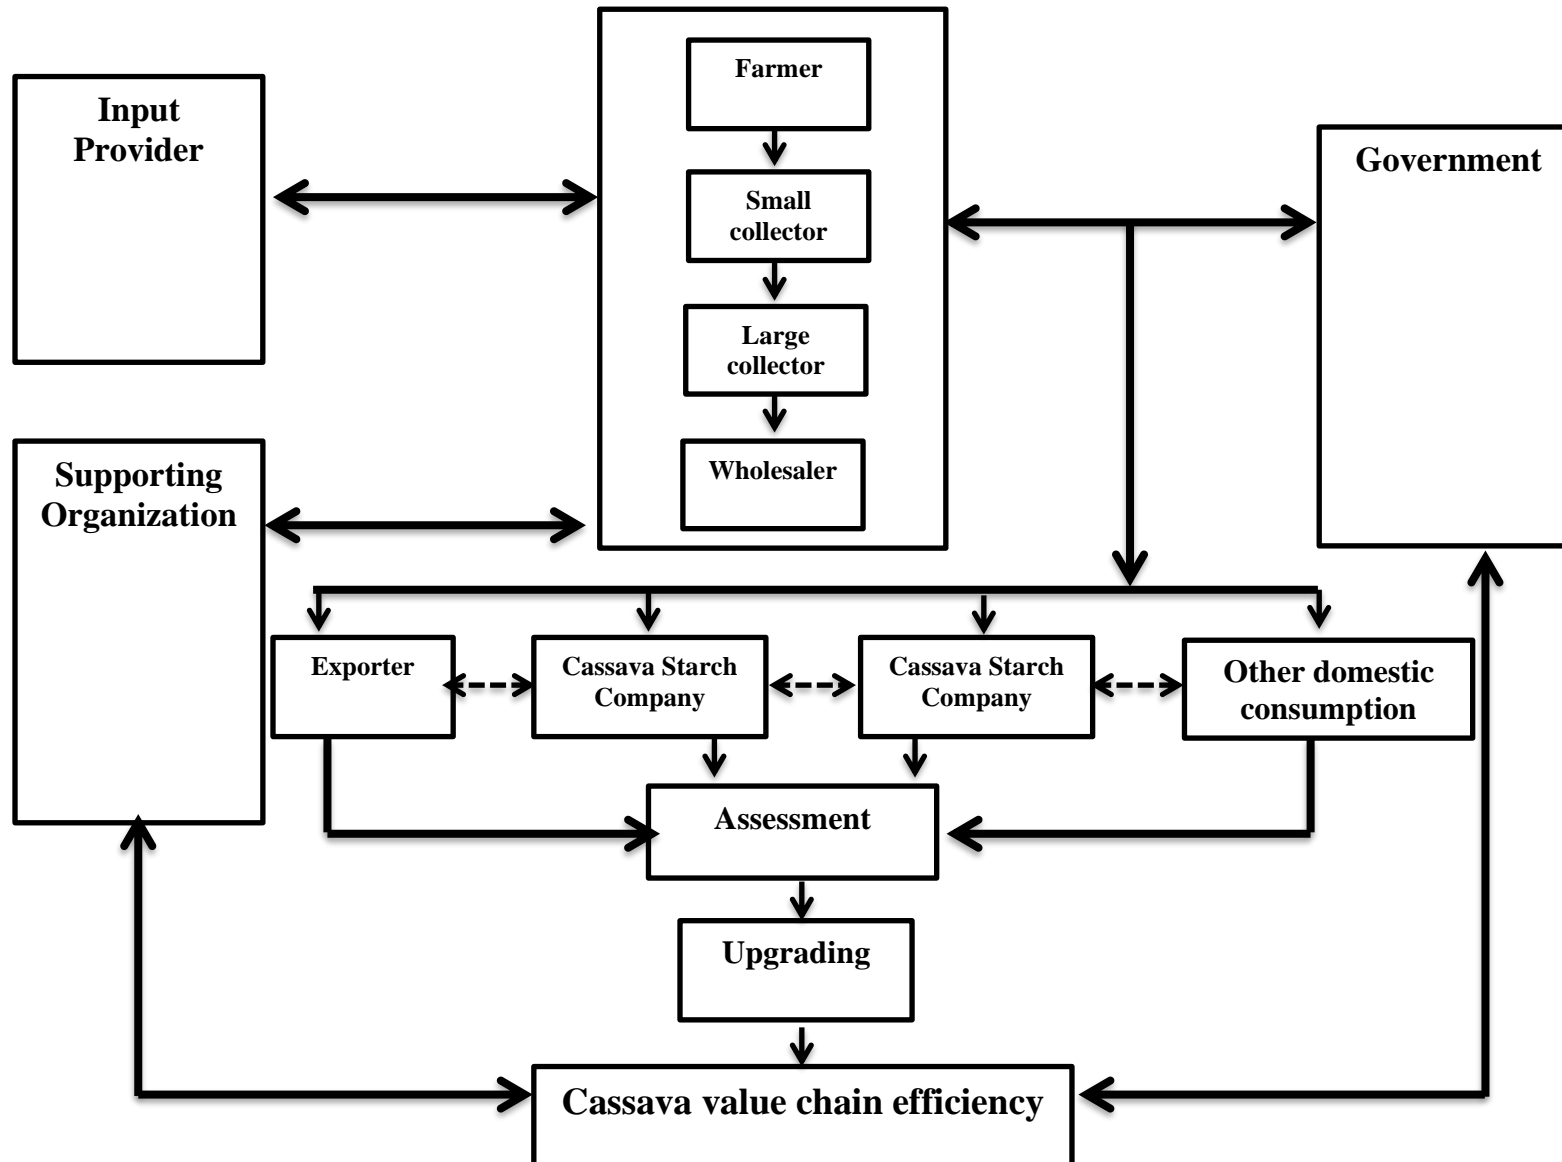 Farmer
Input
Provider
Government
Small
collector
Large
collector
Wholesaler
Supporting
Organization
Exporter
Cassava Starch
Company
Cassava Starch
Company
Other domestic
consumption
Assessment
Upgrading
Cassava value chain efficiency